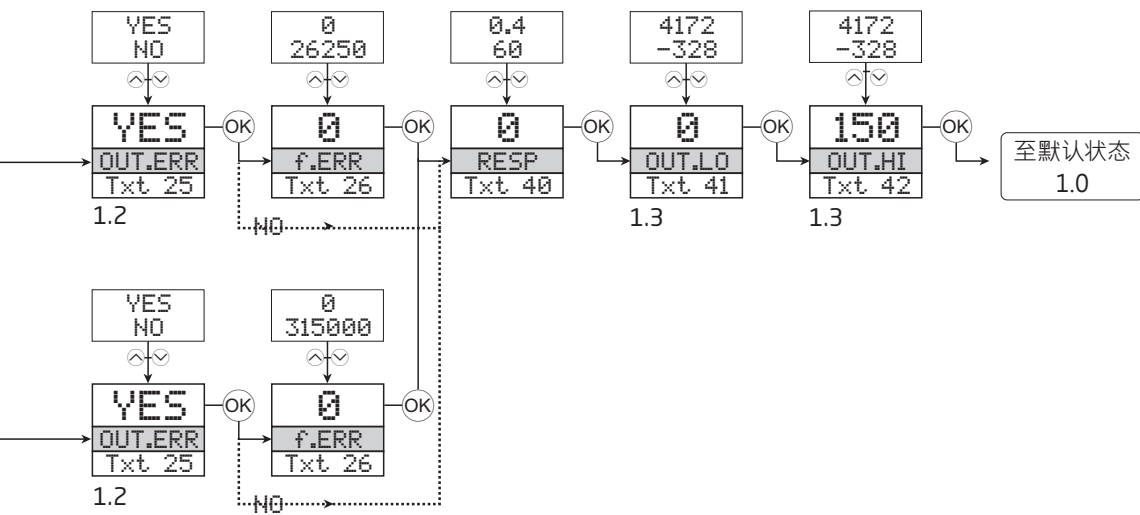 YES
NO
0
26250
0.4
60
4172
-328
4172
-328
YES
OK
0
OK
0
OK
0
OK
150
OK
OUT.ERR
f.ERR
RESP
OUT.LO
OUT.HI
Txt 25
Txt 26
Txt 40
Txt 41
Txt 42
至默认状态
1.0
1.2
1.3
1.3
NO
YES
NO
0
315000
YES
OK
0
OK
OUT.ERR
f.ERR
Txt 25
Txt 26
1.2
NO